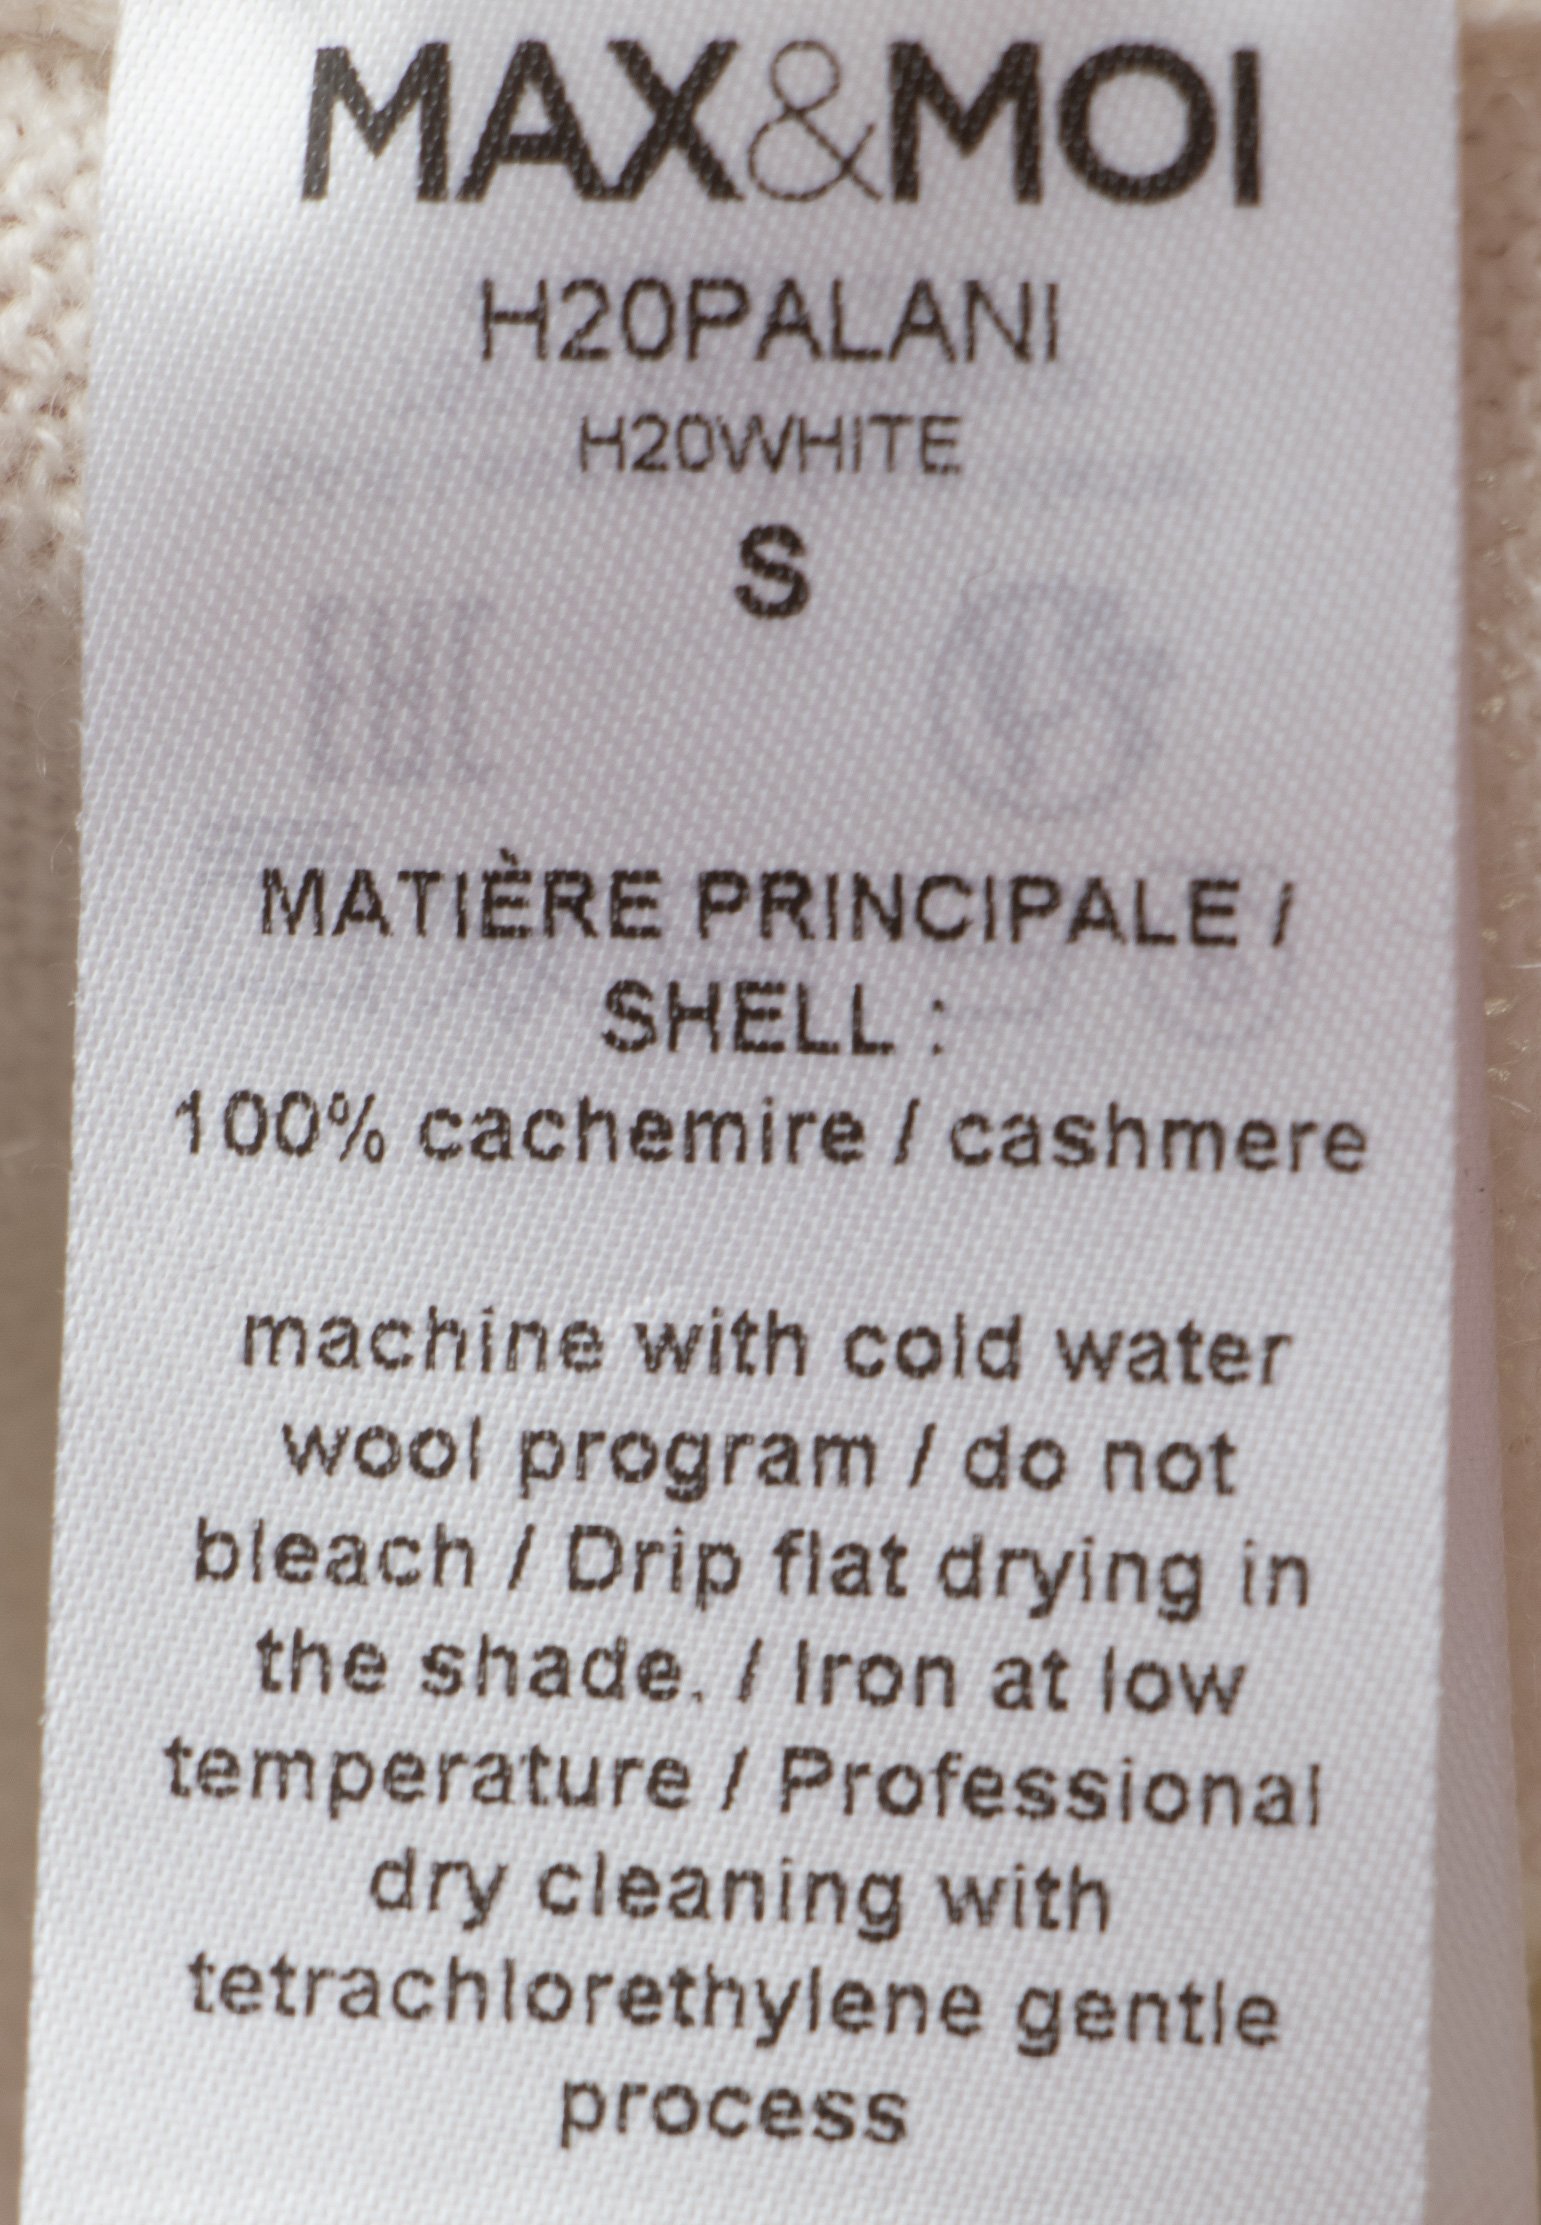 MAX&MOI
H20PALANI
H20WHITE
S
MATIÈRE PRINCIPALE /
SHELL :
100% cachemire / cashmere
machine with cold water
wool program / do not
bleach / Drip flat drying in
the shade. / Iron at low
temperature / Professional
dry cleaning with
tetrachlorethylene gentle
process